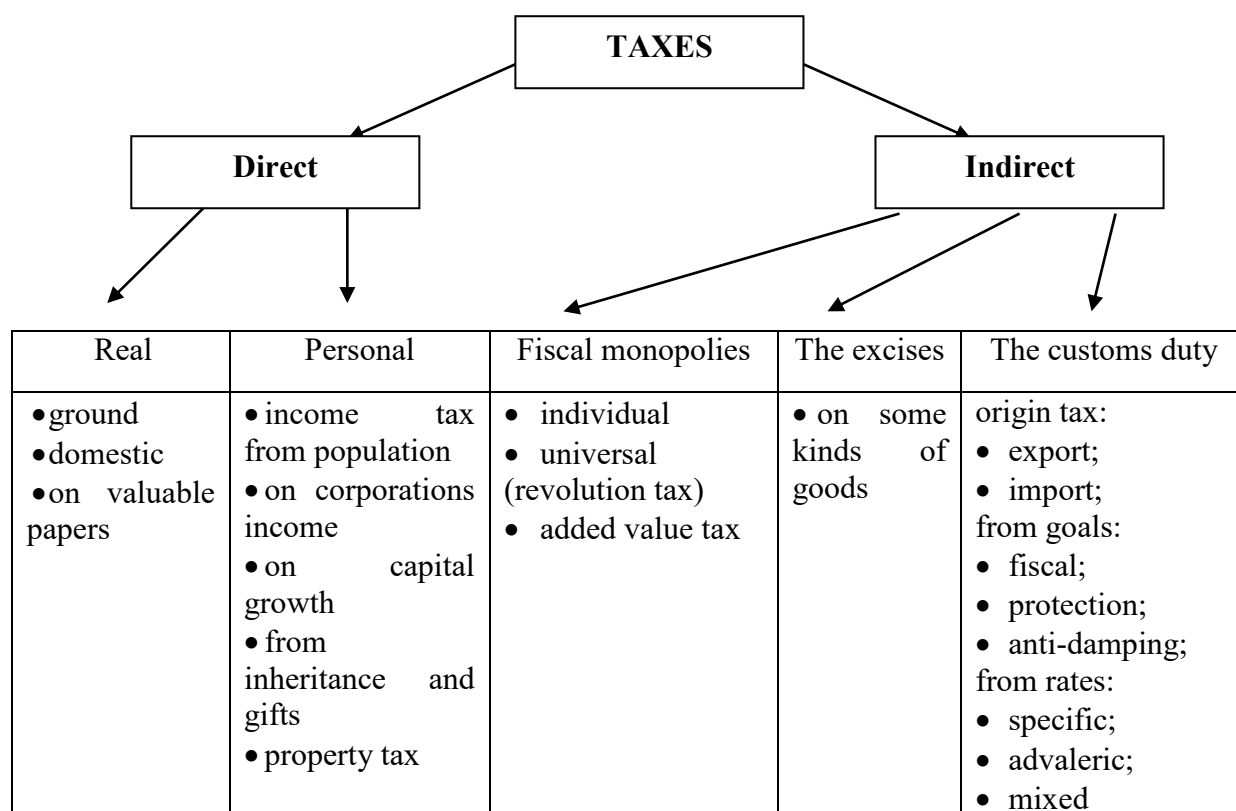 TAXES
Direct
Indirect
Real
Personal
Fiscal monopolies
The excises
The customs duty
•ground
•domestic
•on valuable
papers
•income tax
from population
•on corporations
income
•on capital
growth
•from
inheritance and
gifts
•property tax
• individual
• universal
(revolution tax)
• added value tax
• on some
kinds of
goods
origin tax:
• export;
• import;
from goals:
• fiscal;
• protection;
• anti-damping;
from rates:
• specific;
• advaleric;
• mixed